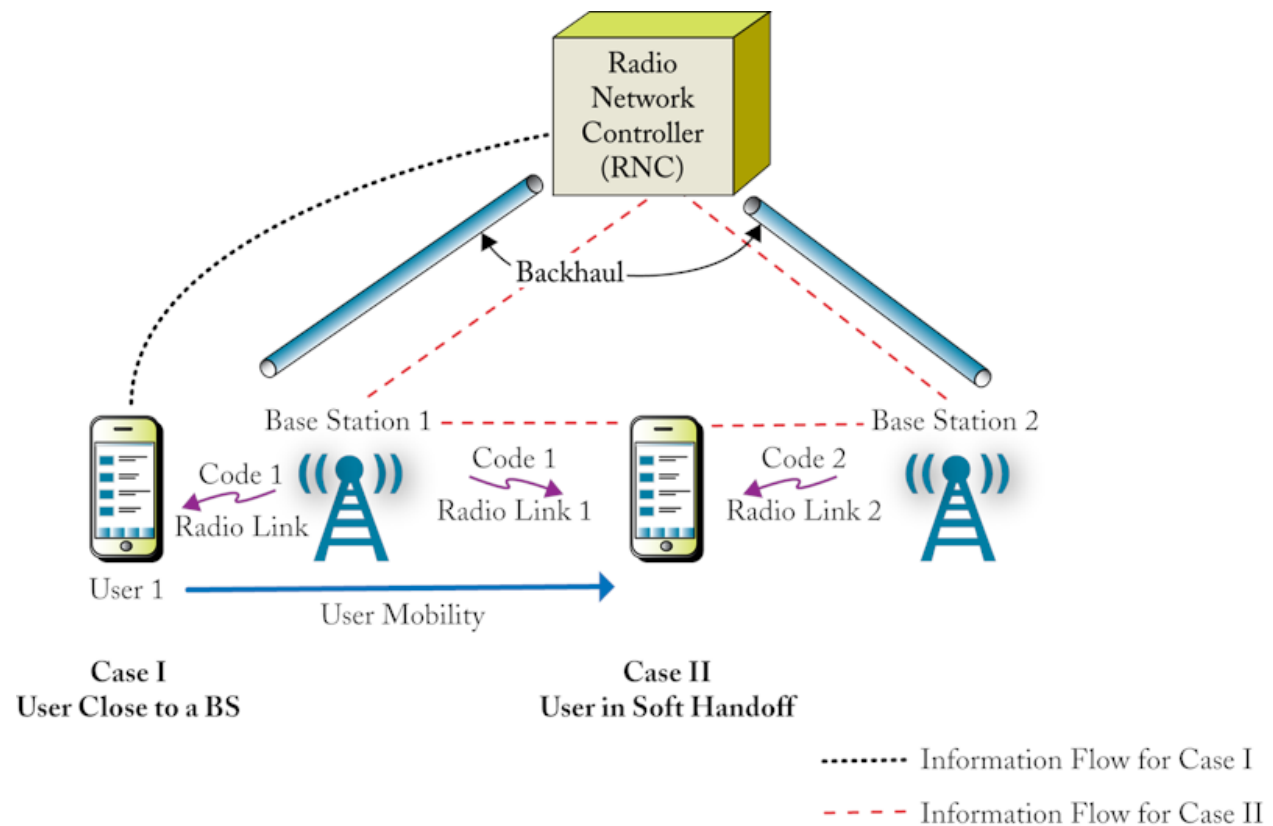 Radio
Network
Controller
(RNC)
Backhaul
Base Station 1
Base Station 2
Code 1
Radio Link
Code 1
Radio Link 1
Code 2
Radio Link 2
User 1
User Mobility
Case I
User Close to a BS
Case II
User in Soft Handoff
Information Flow for Case I
Information Flow for Case II